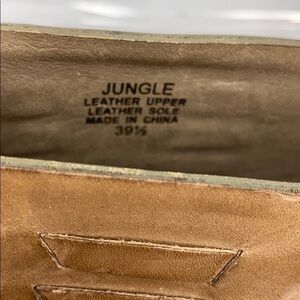 JUNGLE
LEATHER UPPER
LEATHER SOLE
MADE IN CHINA
39½